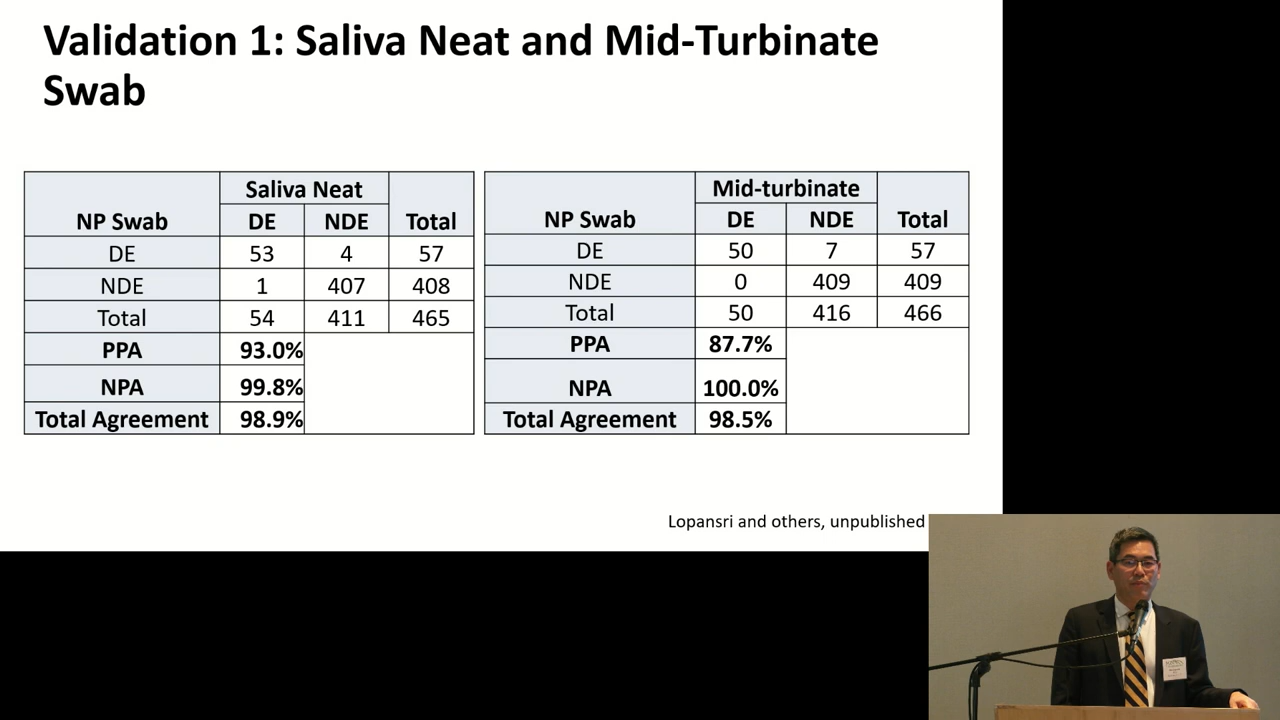 Validation 1: Saliva Neat and Mid-Turbinate
Swab
Saliva Neat
NP Swab DE NDE Total
DE 53 4 57
NDE 1 407 408
Total 54 411 465
PPA 93.0%
NPA 99.8%
Total Agreement 98.9%
Mid-turbinate
NP Swab DE NDE Total
DE 50 7 57
NDE 0 409 409
Total 50 416 466
PPA 87.7%
NPA 100.0%
Total Agreement 98.5%
Lopansri and others, unpublished